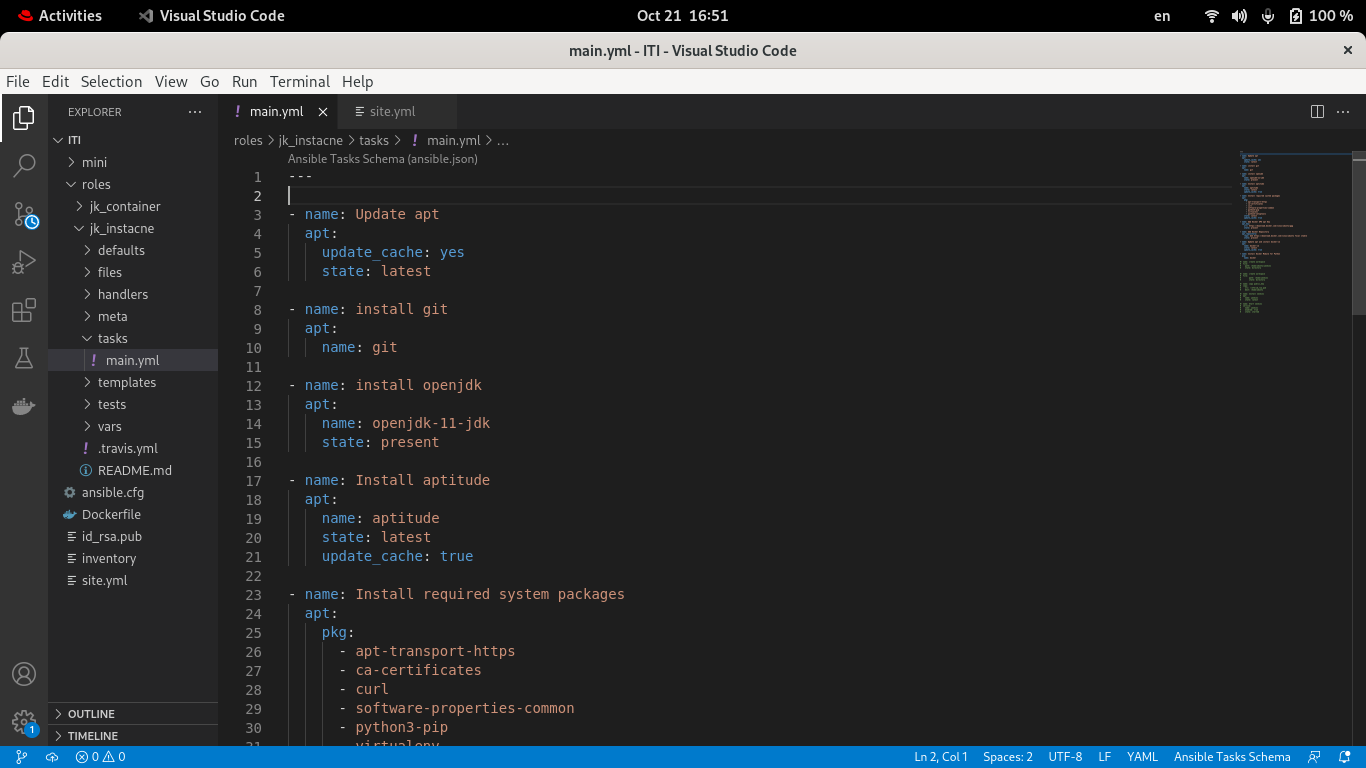 Activities Visual Studio Code Oct 21 16:51 en 100 %
main.yml - ITI - Visual Studio Code
File Edit Selection View Go Run Terminal Help
EXPLORER
ITI
mini
roles
jk_container
jk_instacne
defaults
files
handlers
meta
tasks
main.yml
templates
tests
vars
.travis.yml
README.md
ansible.cfg
Dockerfile
id_rsa.pub
inventory
site.yml
OUTLINE
TIMELINE
1
main.yml site.yml
roles > jk_instacne > tasks > ! main.yml > ...
Ansible Tasks Schema (ansible.json)
1 ---
2
3 - name: Update apt
4 apt:
5 update_cache: yes
6 state: latest
7
8 - name: install git
9 apt:
10 name: git
11
12 - name: install openjdk
13 apt:
14 name: openjdk-11-jdk
15 state: present
16
17 - name: Install aptitude
18 apt:
19 name: aptitude
20 state: latest
21 update_cache: true
22
23 - name: Install required system packages
24 apt:
25 pkg:
26 - apt-transport-https
27 - ca-certificates
28 - curl
29 - software-properties-common
30 - python3-pip
31 - virtualenv
0 0 Ln 2, Col 1 Spaces: 2 UTF-8 LF YAML Ansible Tasks Schema